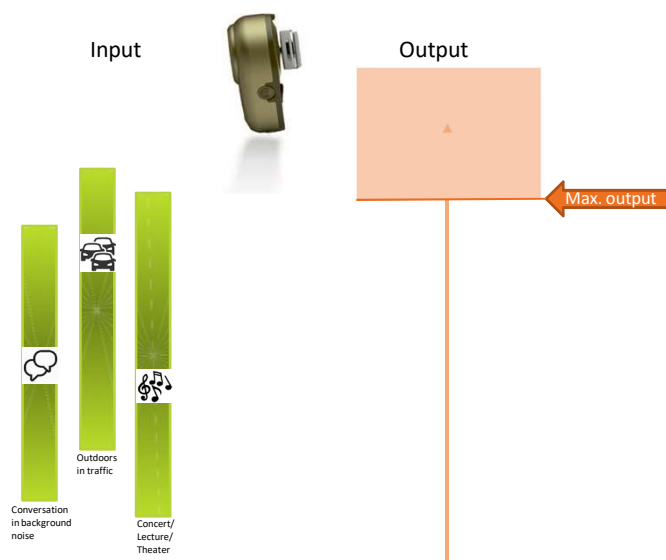 Input
Output
Max. output
Outdoors
in traffic
Conversation
in background
noise
Concert/
Lecture/
Theater